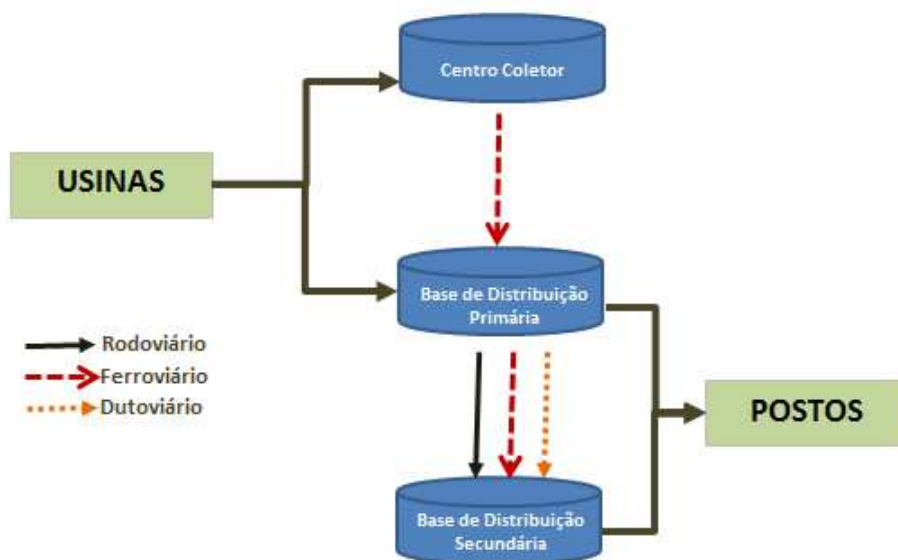 Centro Coletor
USINAS
Base de Distribuição
Primária
Rodoviário
Ferroviário
Dutoviário
POSTOS
Base de Distribuição
Secundária